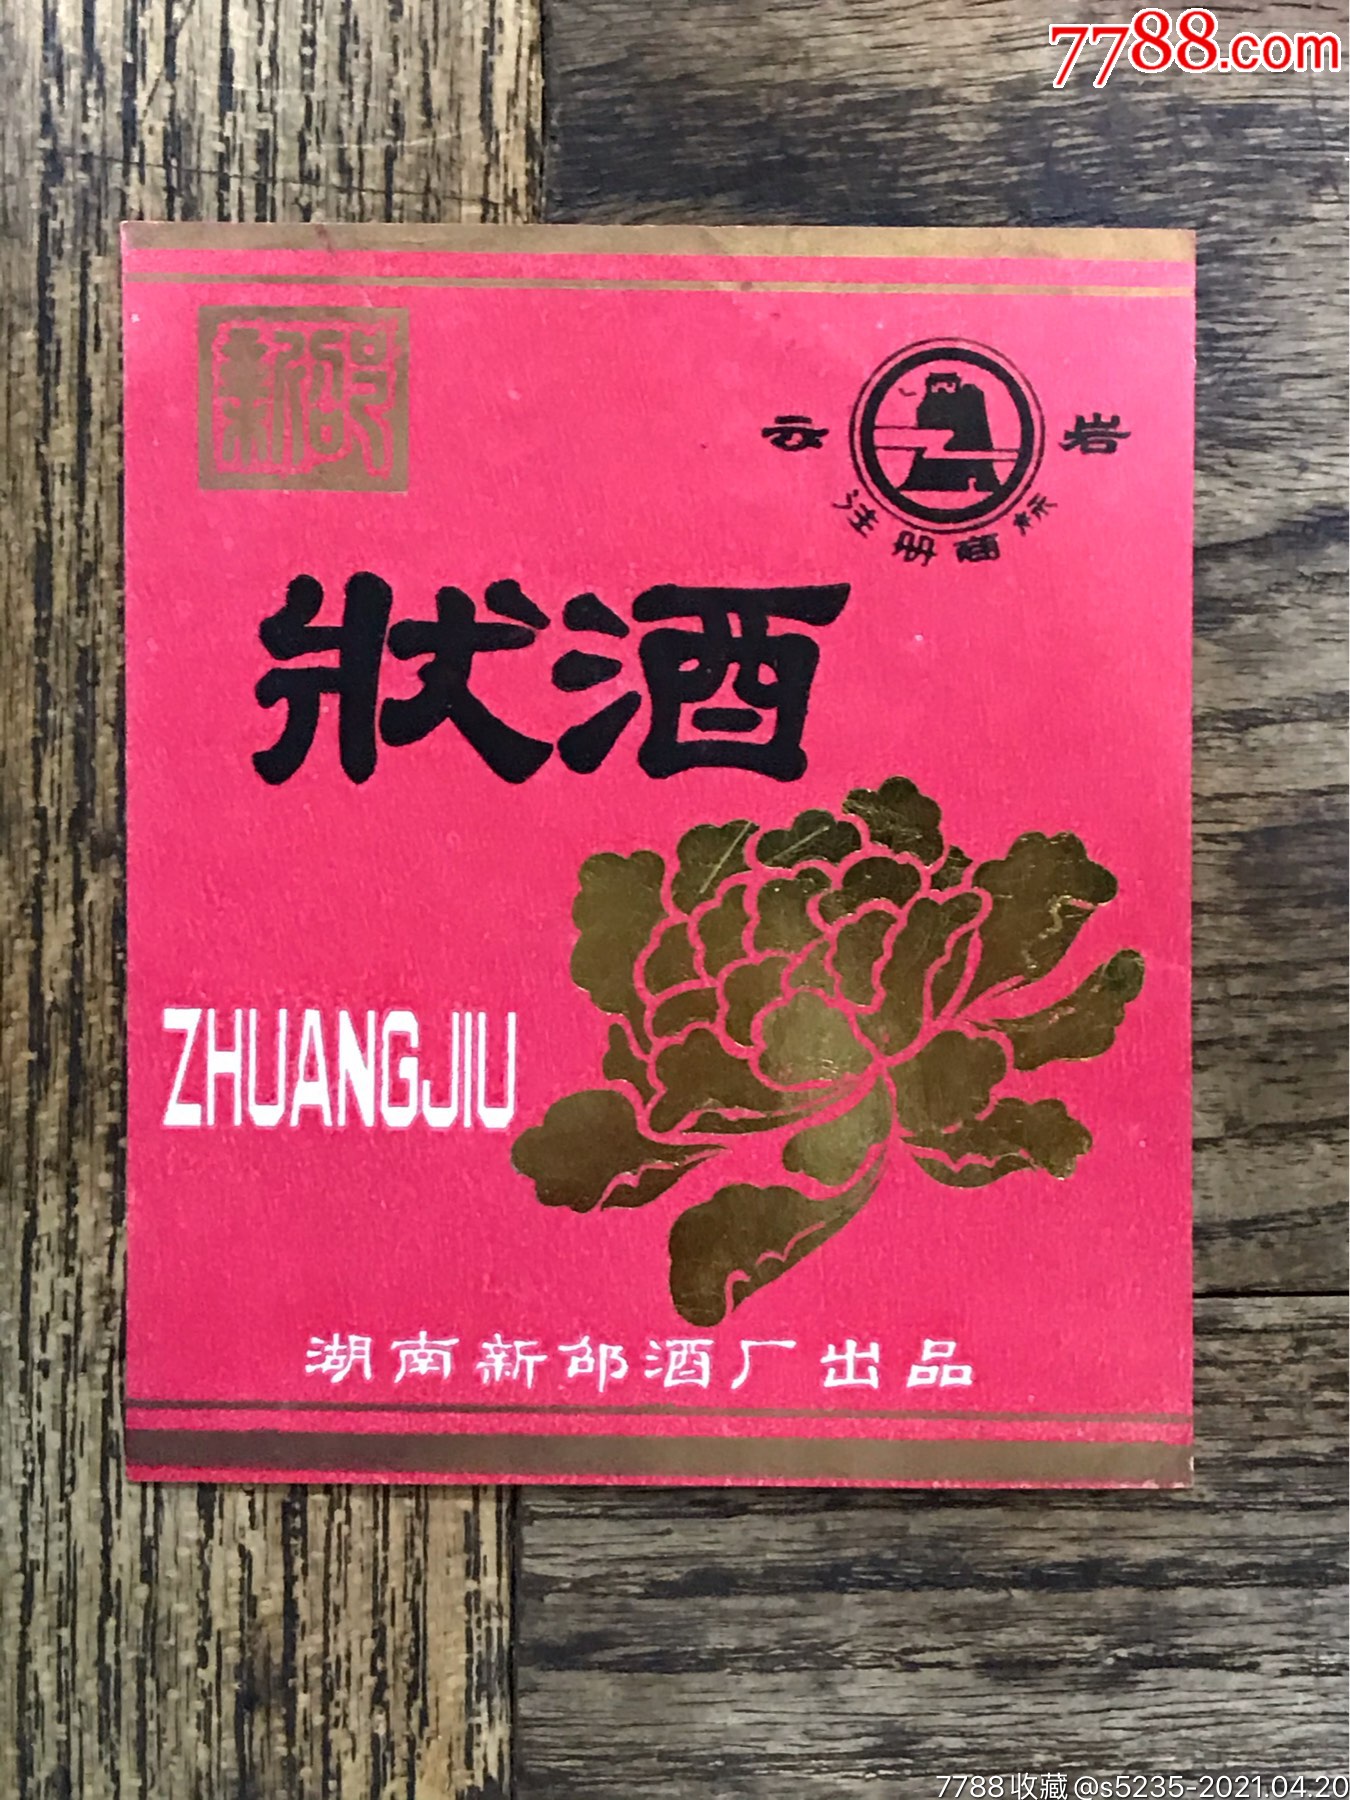 7788.com
新邵
云岩
注册商标
狀酒
ZHUANGJIU
湖南新邵酒厂出品
7788收藏@s5235-2021.04.20